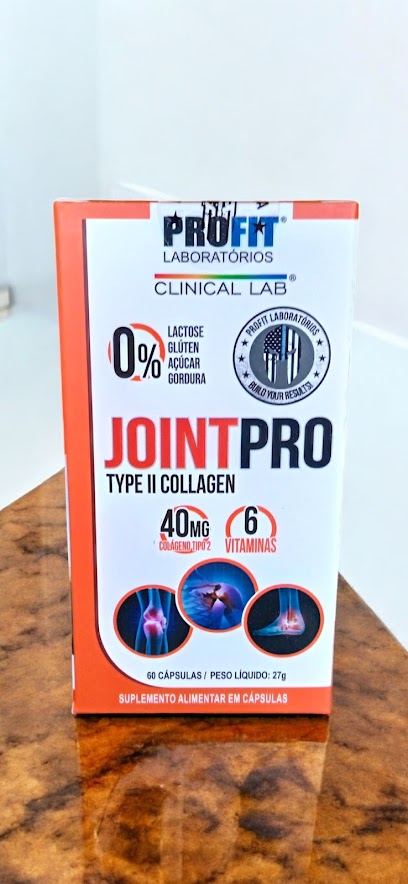 PROFIT®
LABORATÓRIOS
CLINICAL LAB®
0%
LACTOSE
GLÚTEN
AÇÚCAR
GORDURA
PROFIT LABORATÓRIOS
BUILD YOUR RESULTS!
JOINTPRO
TYPE II COLLAGEN
40MG
COLÁGENO TIPO 2
6
VITAMINAS
60 CÁPSULAS / PESO LÍQUIDO: 27g
SUPLEMENTO ALIMENTAR EM CÁPSULAS